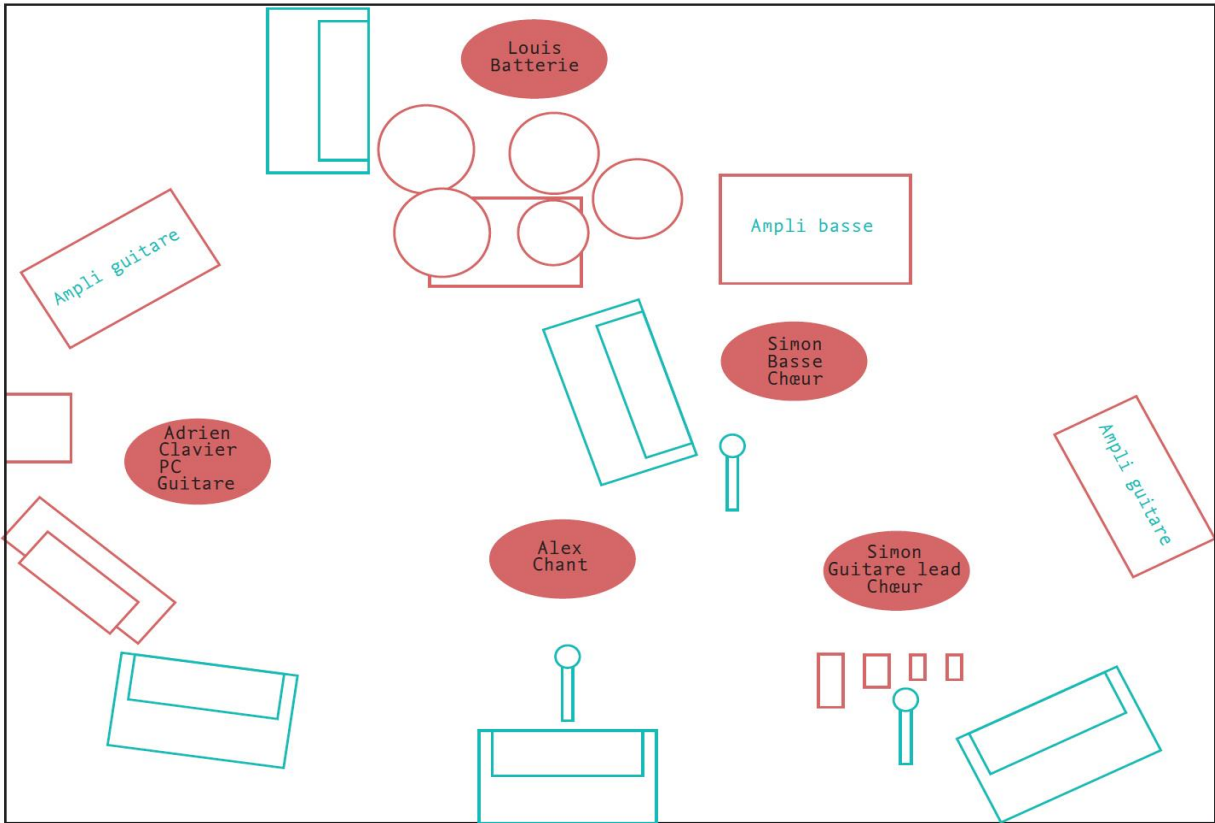 Louis
Batterie
Ampli guitare
Ampli basse
Simon
Basse
Chœur
Adrien
Clavier
PC
Guitare
Ampli guitare
Alex
Chant
Simon
Guitare lead
Chœur